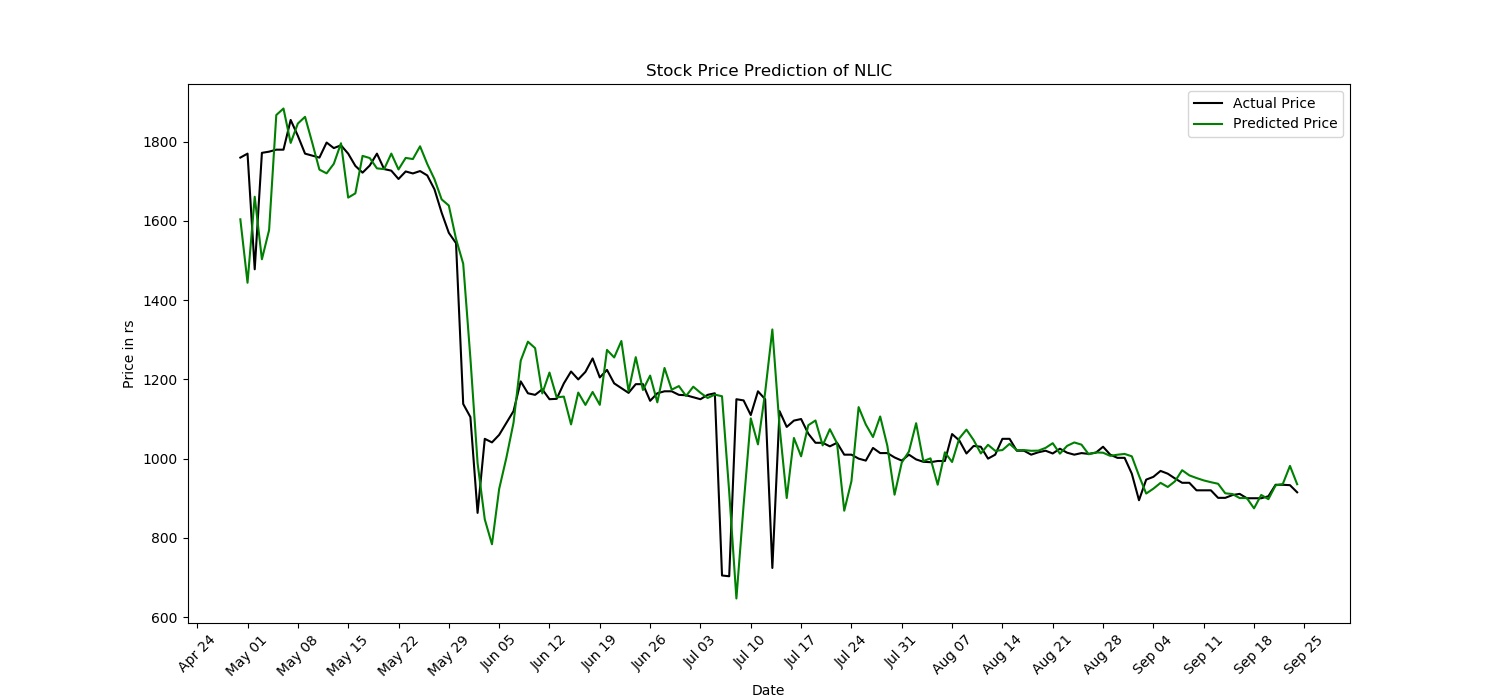 Stock Price Prediction of NLIC
Actual Price
Predicted Price
Price in rs
1800
1600
1400
1200
1000
800
600
Apr 24
May 01
May 08
May 15
May 22
May 29
Jun 05
Jun 12
Jun 19
Jun 26
Jul 03
Jul 10
Jul 17
Jul 24
Jul 31
Aug 07
Aug 14
Aug 21
Aug 28
Sep 04
Sep 11
Sep 18
Sep 25
Date